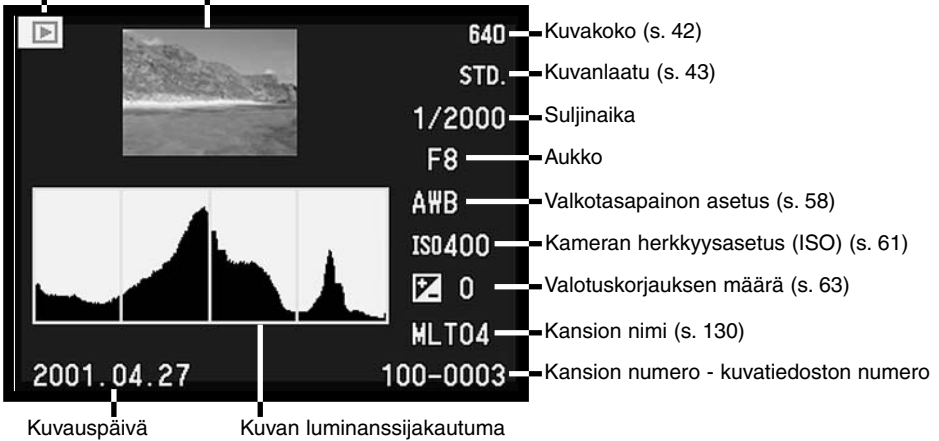 640 Kuvakoko (s. 42)
STD. Kuvanlaatu (s. 43)
1/2000 Suljinaika
F8 Aukko
AWB Valkotasapainon asetus (s. 58)
ISO400 Kameran herkkyysasetus (ISO) (s. 61)
0 Valotuskorjauksen määrä (s. 63)
MLT04 Kansion nimi (s. 130)
2001.04.27 100-0003 Kansion numero - kuvatiedoston numero
Kuvauspäivä Kuvan luminanssijakautuma